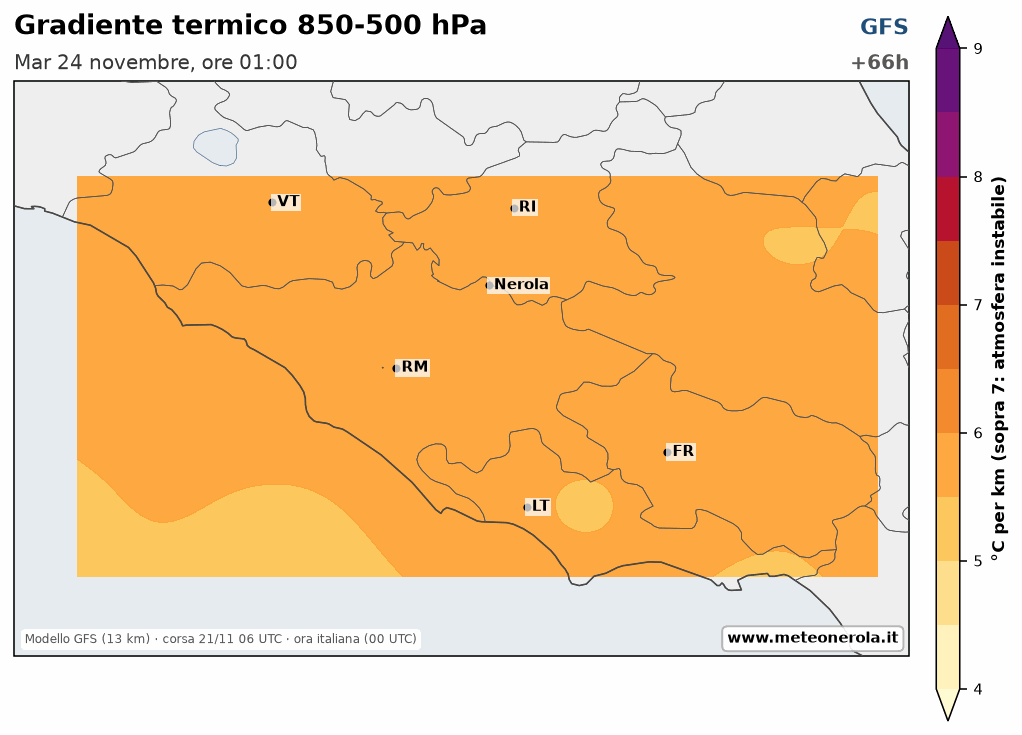 Gradiente termico 850-500 hPa
GFS
Mar 24 novembre, ore 01:00
+66h
VT
RI
Nerola
RM
FR
LT
Modello GFS (13 km) · corsa 21/11 06 UTC · ora italiana (00 UTC)
www.meteonerola.it
9
8
7
6
5
4
°C per km (sopra 7: atmosfera instabile)